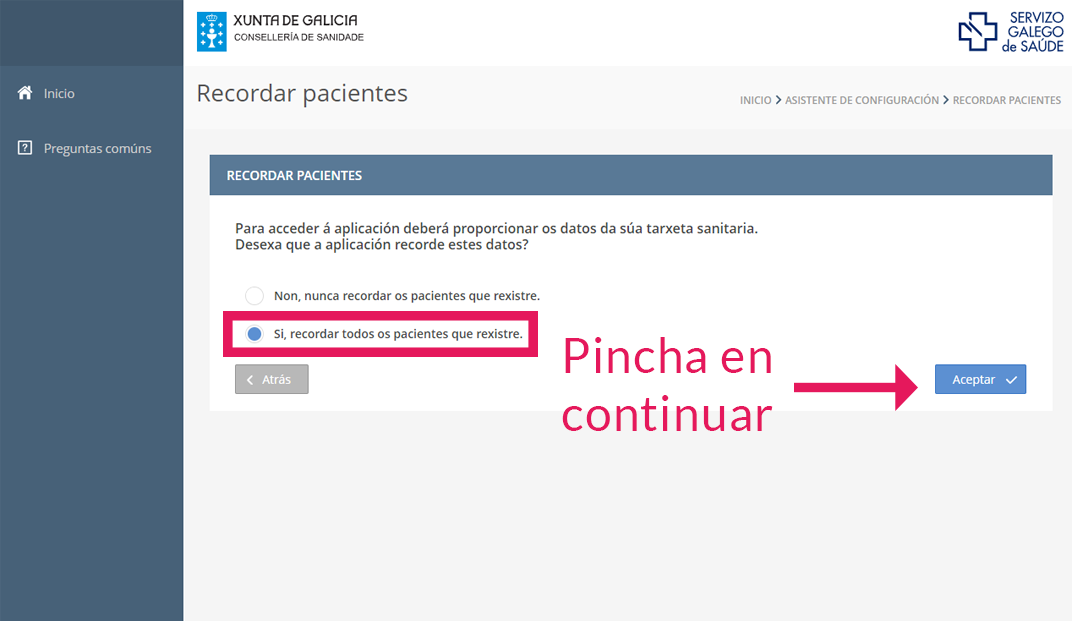 XUNTA DE GALICIA
CONSELLERÍA DE SANIDADE
SERVIZO
GALEGO
de SAÚDE
Inicio
Preguntas comúns
Recordar pacientes
INICIO > ASISTENTE DE CONFIGURACIÓN > RECORDAR PACIENTES
RECORDAR PACIENTES
Para acceder á aplicación deberá proporcionar os datos da súa tarxeta sanitaria.
Desexa que a aplicación recorde estes datos?
Non, nunca recordar os pacientes que rexistre.
Si, recordar todos os pacientes que rexistre.
Atrás
Pincha en
continuar
Aceptar